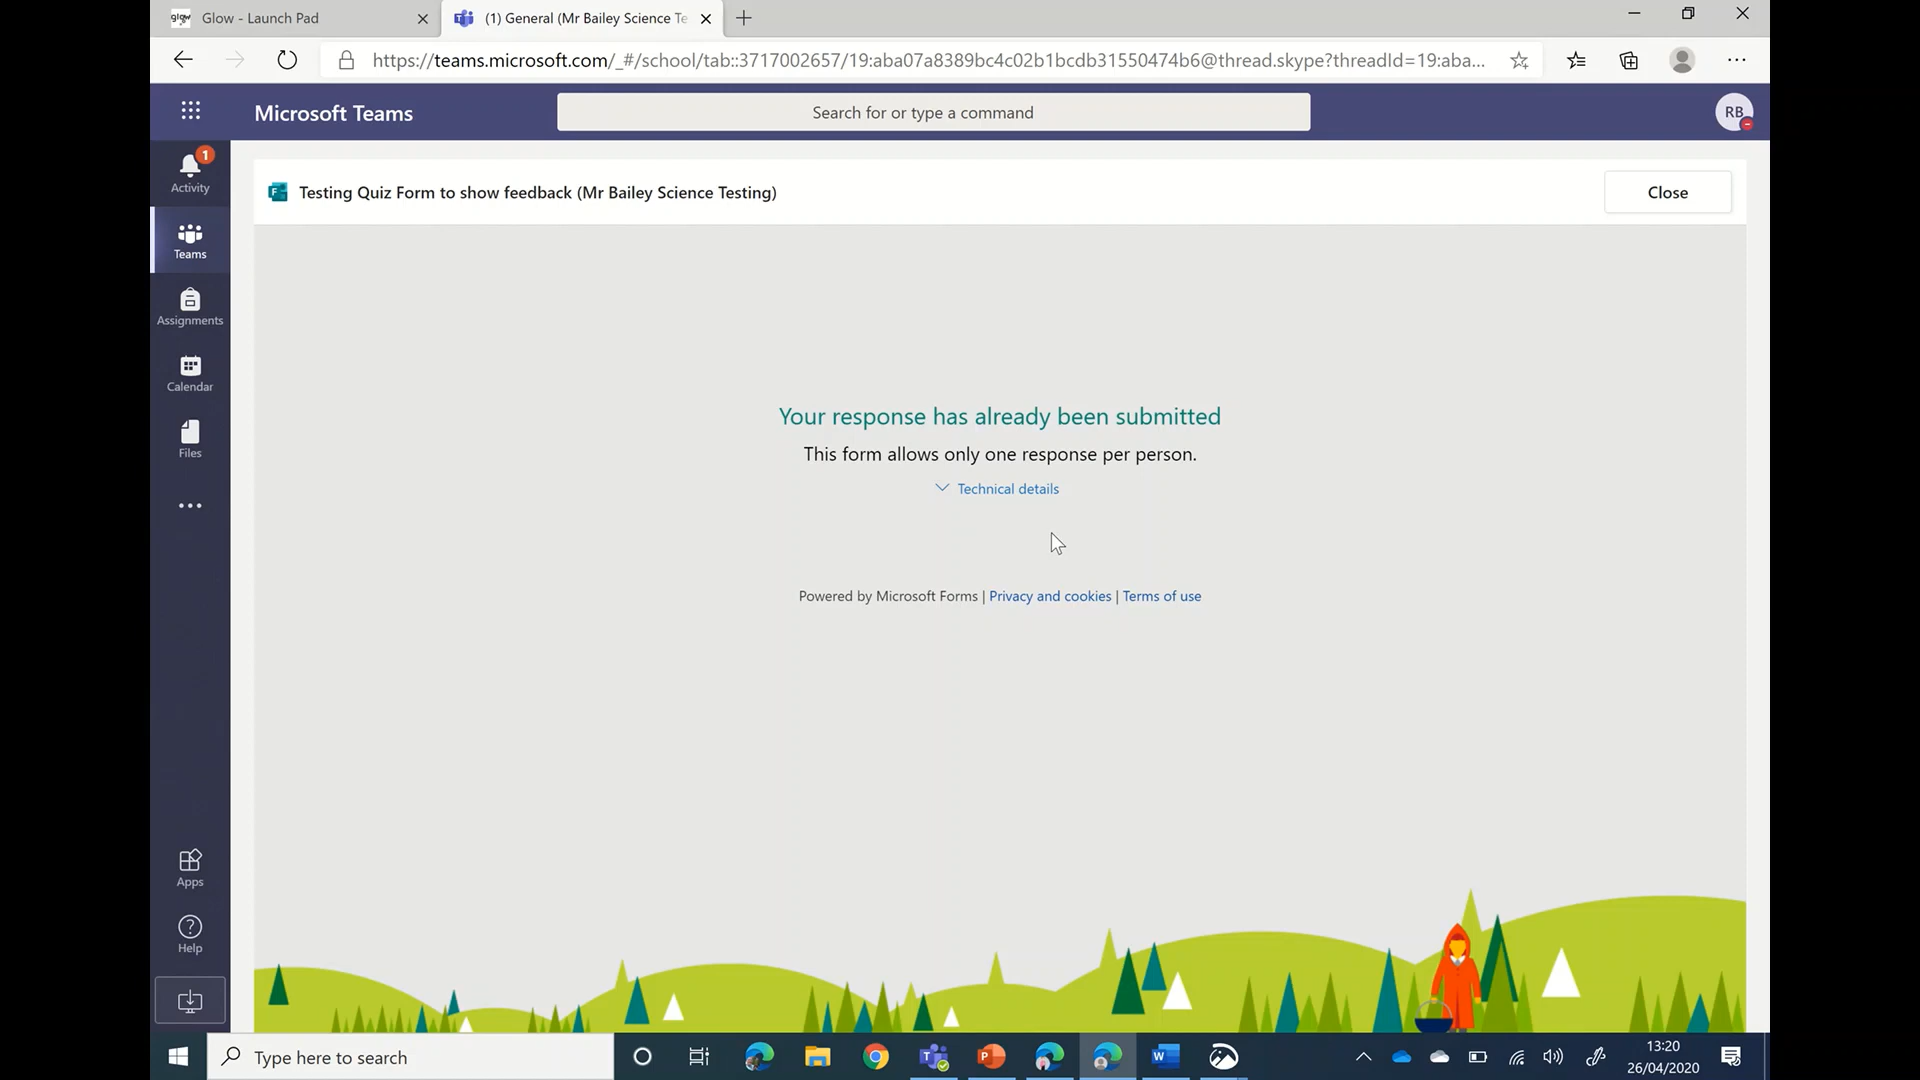 glow Glow - Launch Pad
(1) General (Mr Bailey Science Te
https://teams.microsoft.com/_#/school/tab::3717002657/19:aba07a8389bc4c02b1bcdb31550474b6@thread.skype?threadId=19:aba...
Microsoft Teams
Search for or type a command
RB
1
Activity
Teams
Assignments
Calendar
Files
Apps
Help
Testing Quiz Form to show feedback (Mr Bailey Science Testing)
Close
Your response has already been submitted
This form allows only one response per person.
Technical details
Powered by Microsoft Forms | Privacy and cookies | Terms of use
Type here to search
13:20
26/04/2020